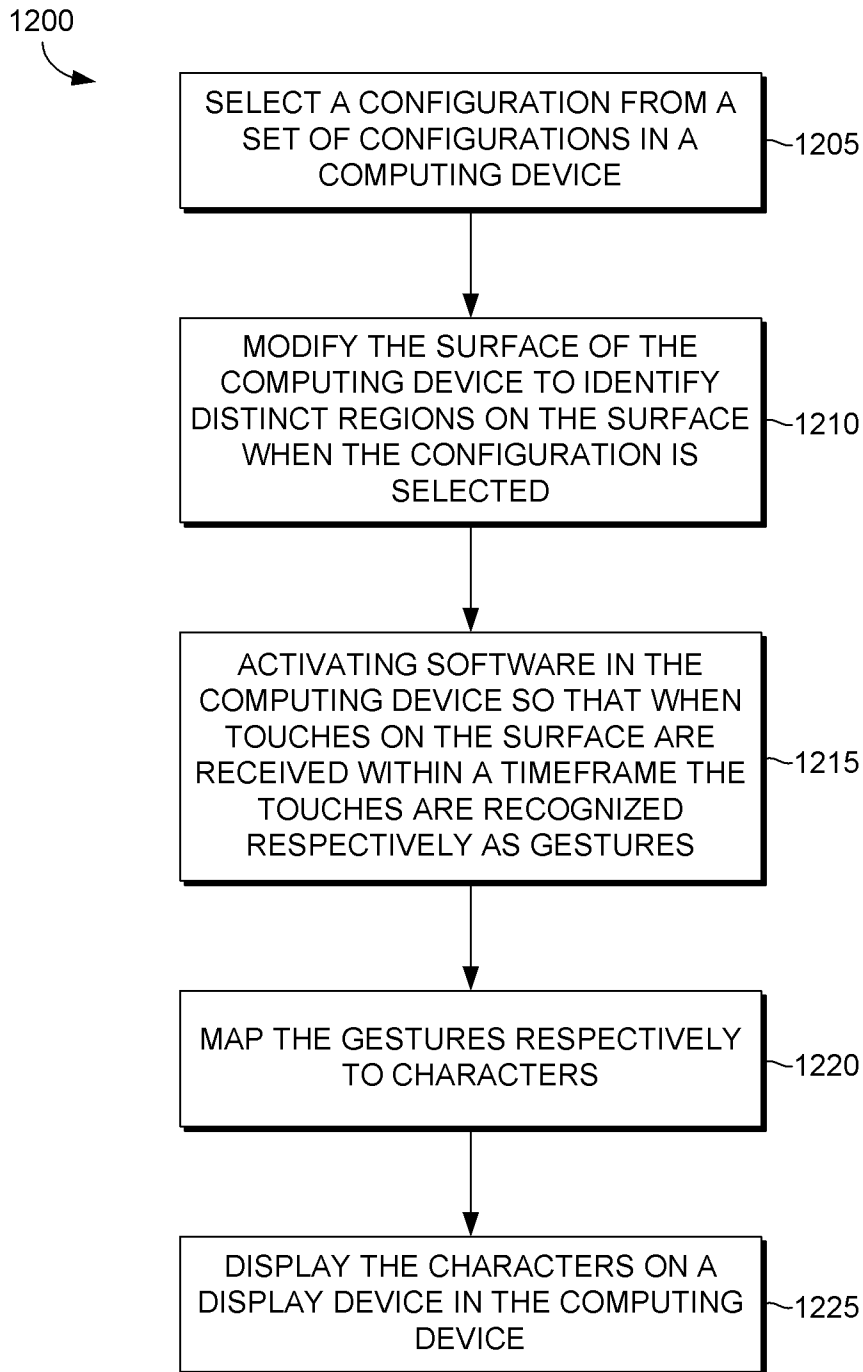 1200
SELECT A CONFIGURATION FROM A
SET OF CONFIGURATIONS IN A
COMPUTING DEVICE
1205
MODIFY THE SURFACE OF THE
COMPUTING DEVICE TO IDENTIFY
DISTINCT REGIONS ON THE SURFACE
WHEN THE CONFIGURATION IS
SELECTED
1210
ACTIVATING SOFTWARE IN THE
COMPUTING DEVICE SO THAT WHEN
TOUCHES ON THE SURFACE ARE
RECEIVED WITHIN A TIMEFRAME THE
TOUCHES ARE RECOGNIZED
RESPECTIVELY AS GESTURES
1215
MAP THE GESTURES RESPECTIVELY
TO CHARACTERS
1220
DISPLAY THE CHARACTERS ON A
DISPLAY DEVICE IN THE COMPUTING
DEVICE
1225